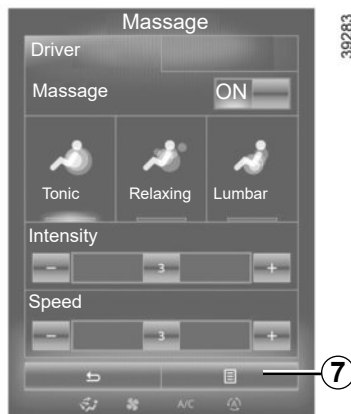 Massage
39283
Driver
Massage ON
Tonic Relaxing Lumbar
Intensity
− 3 +
Speed
− 3 +
7
A/C